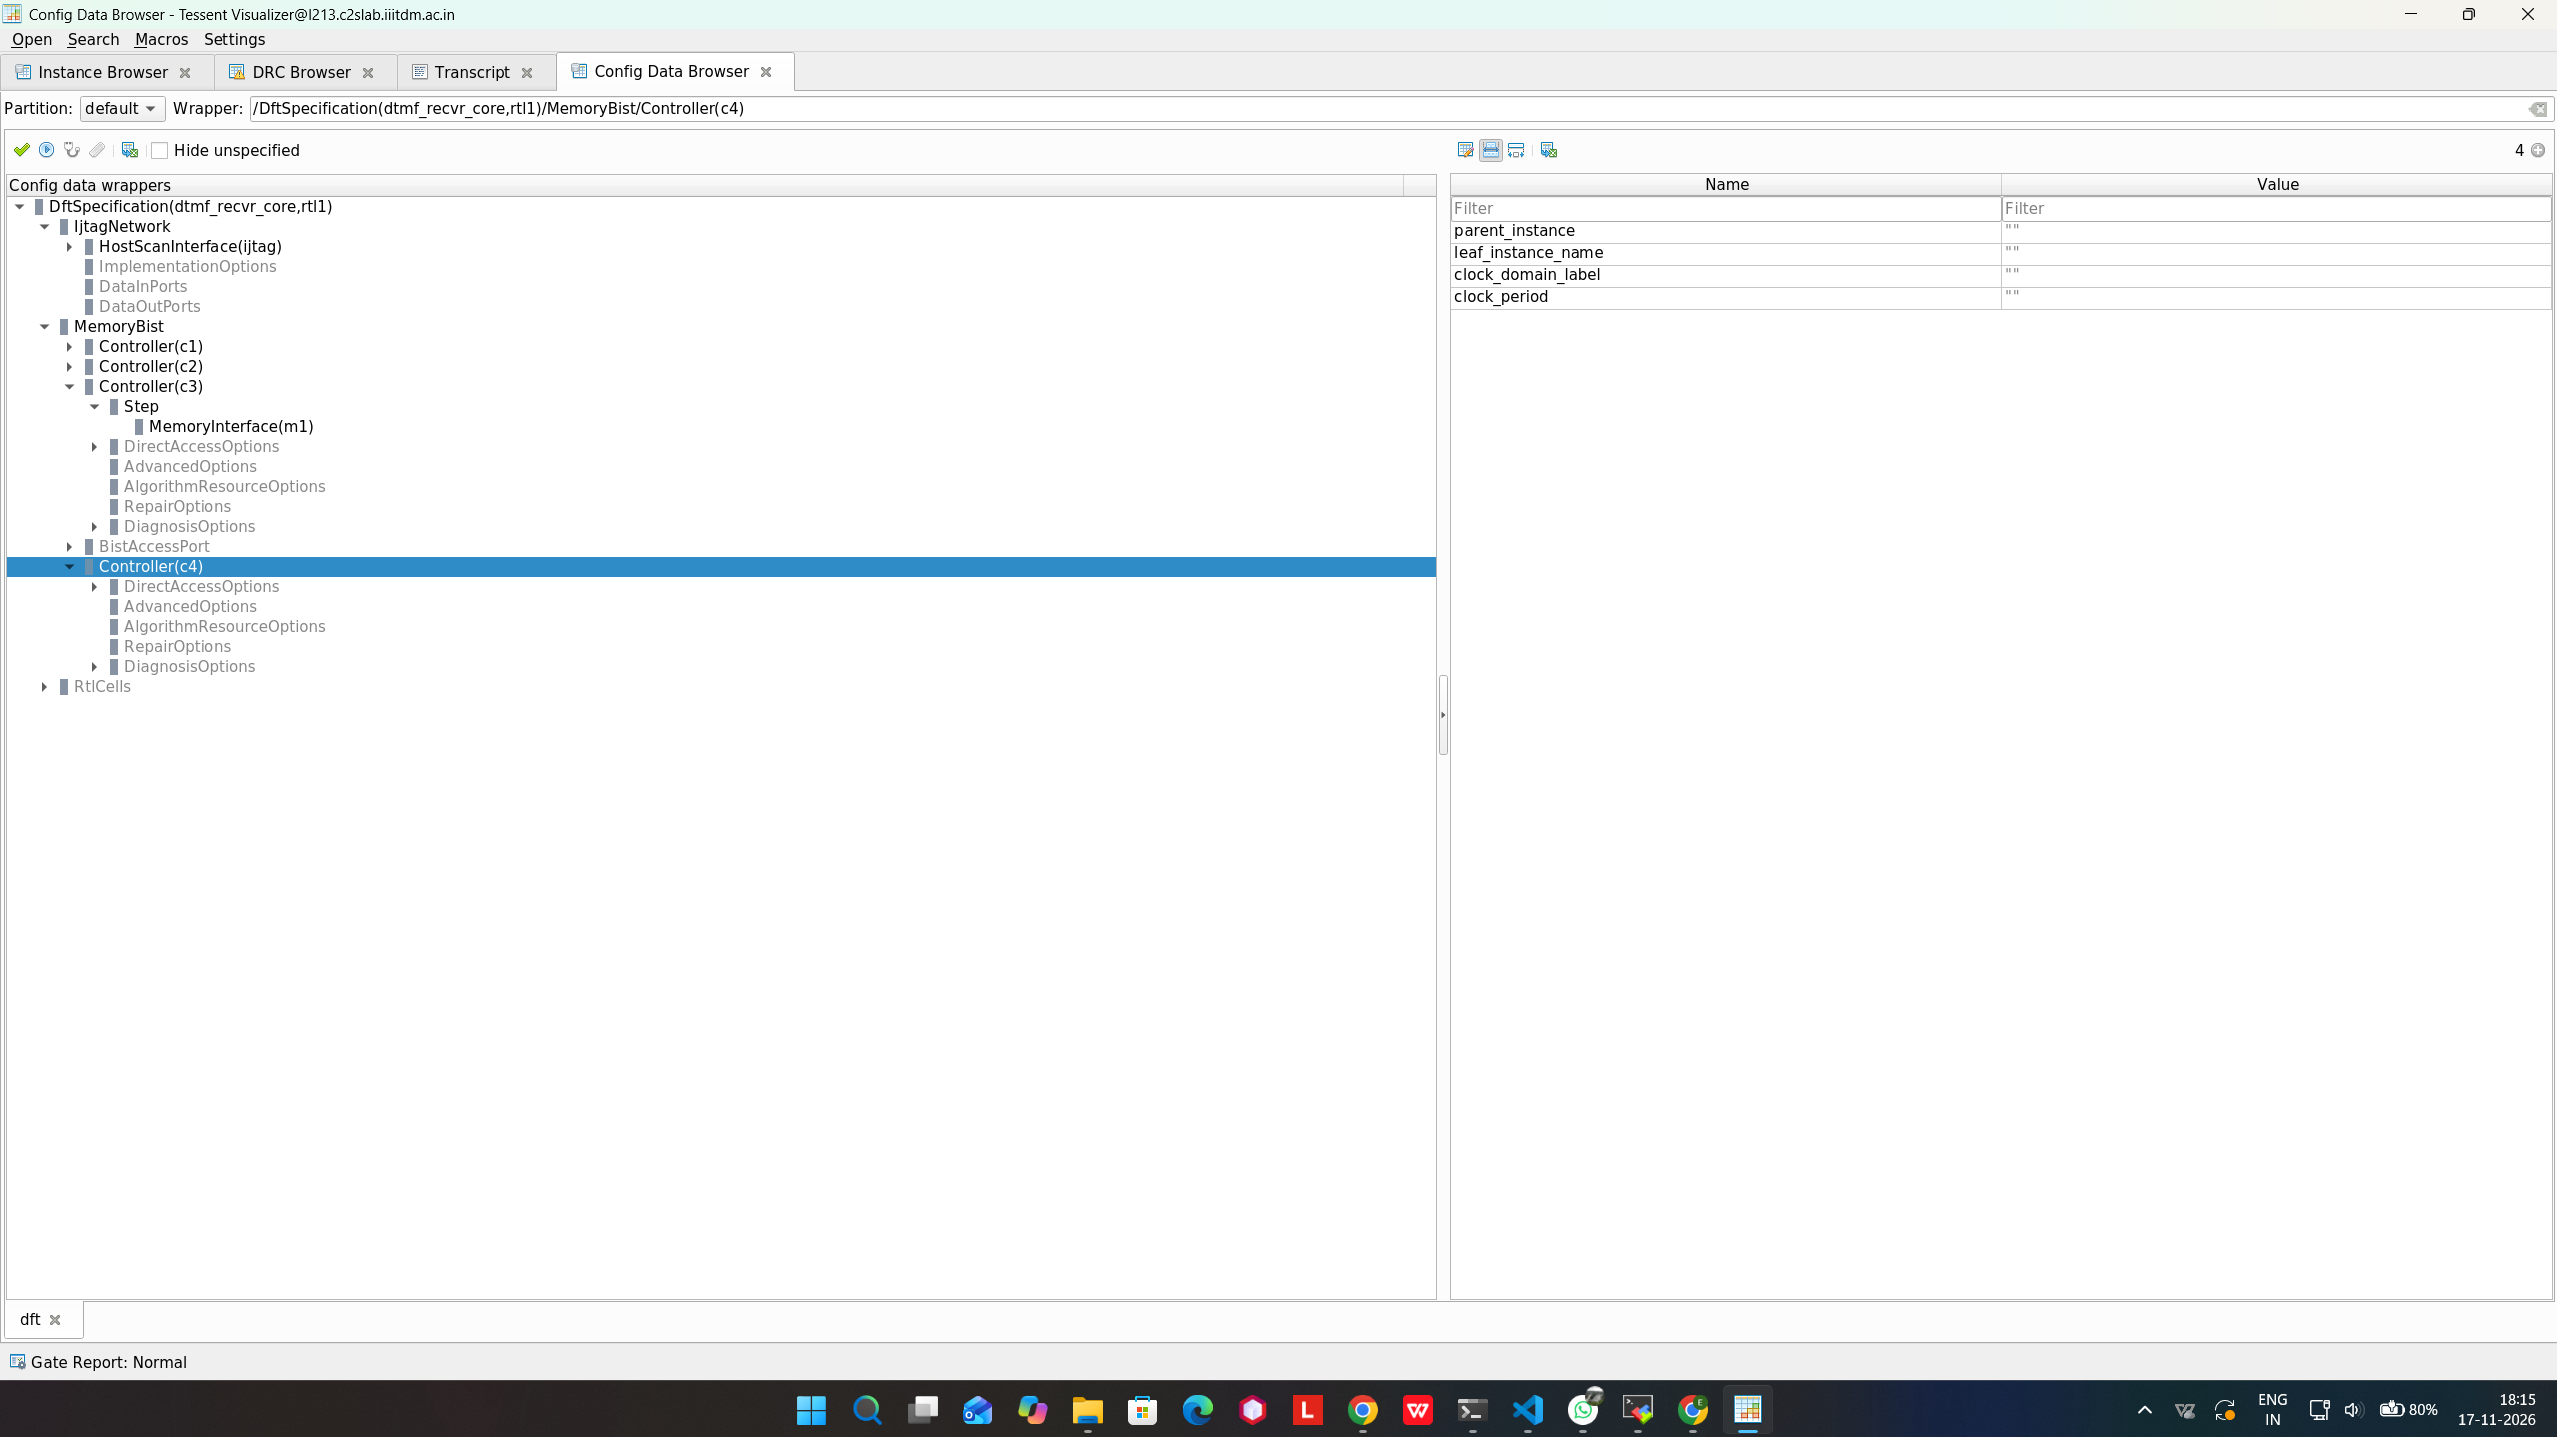 Config Data Browser - Tessent Visualizer@l213.c2slab.iiitdm.ac.in
Open Search Macros Settings
Instance Browser DRC Browser Transcript Config Data Browser
Partition: default Wrapper: /DftSpecification(dtmf_recvr_core,rtl1)/MemoryBist/Controller(c4)
Hide unspecified 4
Config data wrappers
DftSpecification(dtmf_recvr_core,rtl1)
IjtagNetwork
HostScanInterface(ijtag)
ImplementationOptions
DataInPorts
DataOutPorts
MemoryBist
Controller(c1)
Controller(c2)
Controller(c3)
Step
MemoryInterface(m1)
DirectAccessOptions
AdvancedOptions
AlgorithmResourceOptions
RepairOptions
DiagnosisOptions
BistAccessPort
Controller(c4)
DirectAccessOptions
AdvancedOptions
AlgorithmResourceOptions
RepairOptions
DiagnosisOptions
RtlCells
Name Value
Filter Filter
parent_instance ""
leaf_instance_name ""
clock_domain_label ""
clock_period ""
dft
Gate Report: Normal
L
W
E
ENG
IN
80%
18:15
17-11-2026